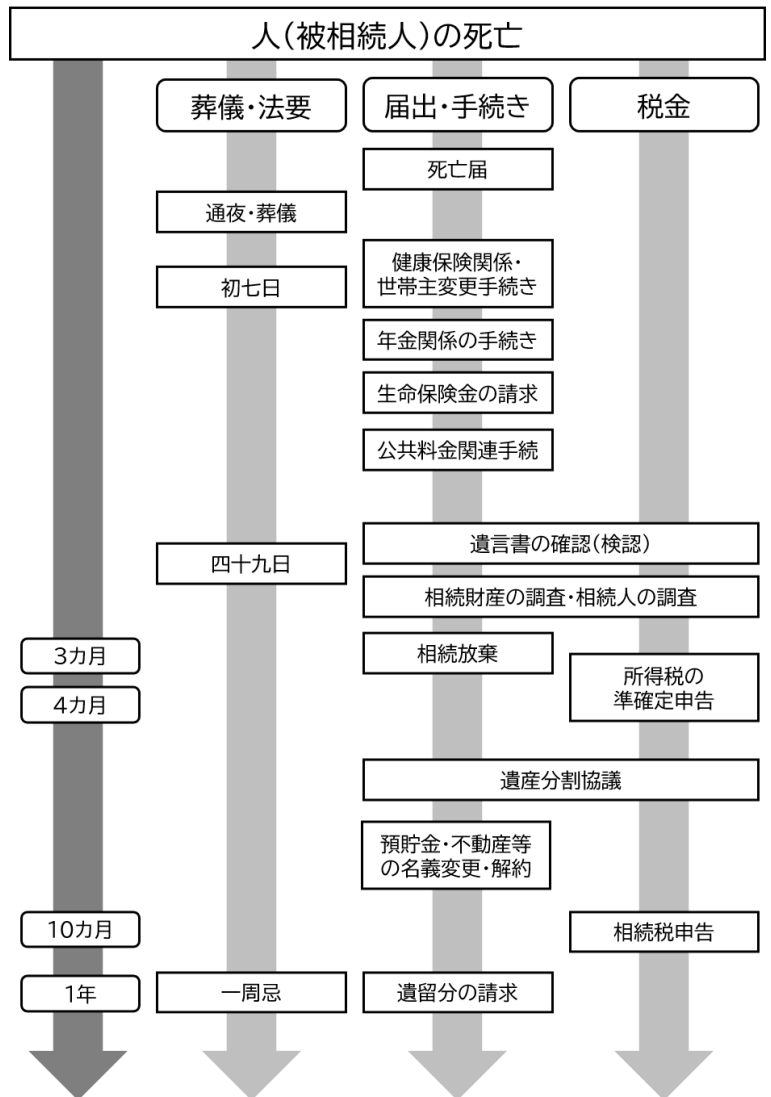 人(被相続人)の死亡
葬儀・法要
届出・手続き
税金
死亡届
通夜・葬儀
健康保険関係・
世帯主変更手続き
初七日
年金関係の手続き
生命保険金の請求
公共料金関連手続
遺言書の確認(検認)
四十九日
相続財産の調査・相続人の調査
3カ月
相続放棄
所得税の
準確定申告
4カ月
遺産分割協議
預貯金・不動産等
の名義変更・解約
10カ月
相続税申告
1年
一周忌
遺留分の請求